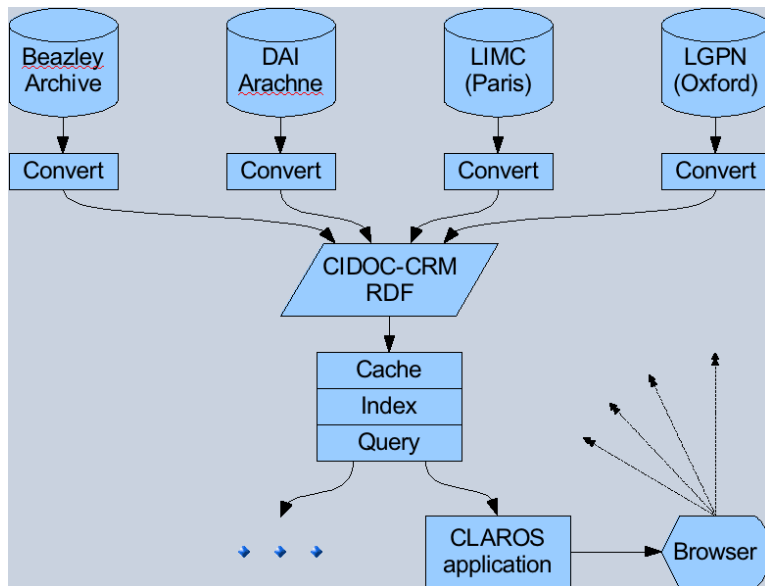 Beazley
Archive
DAI
Arachne
LIMC
(Paris)
LGPN
(Oxford)
Convert
Convert
Convert
Convert
CIDOC-CRM
RDF
Cache
Index
Query
CLAROS
application
Browser